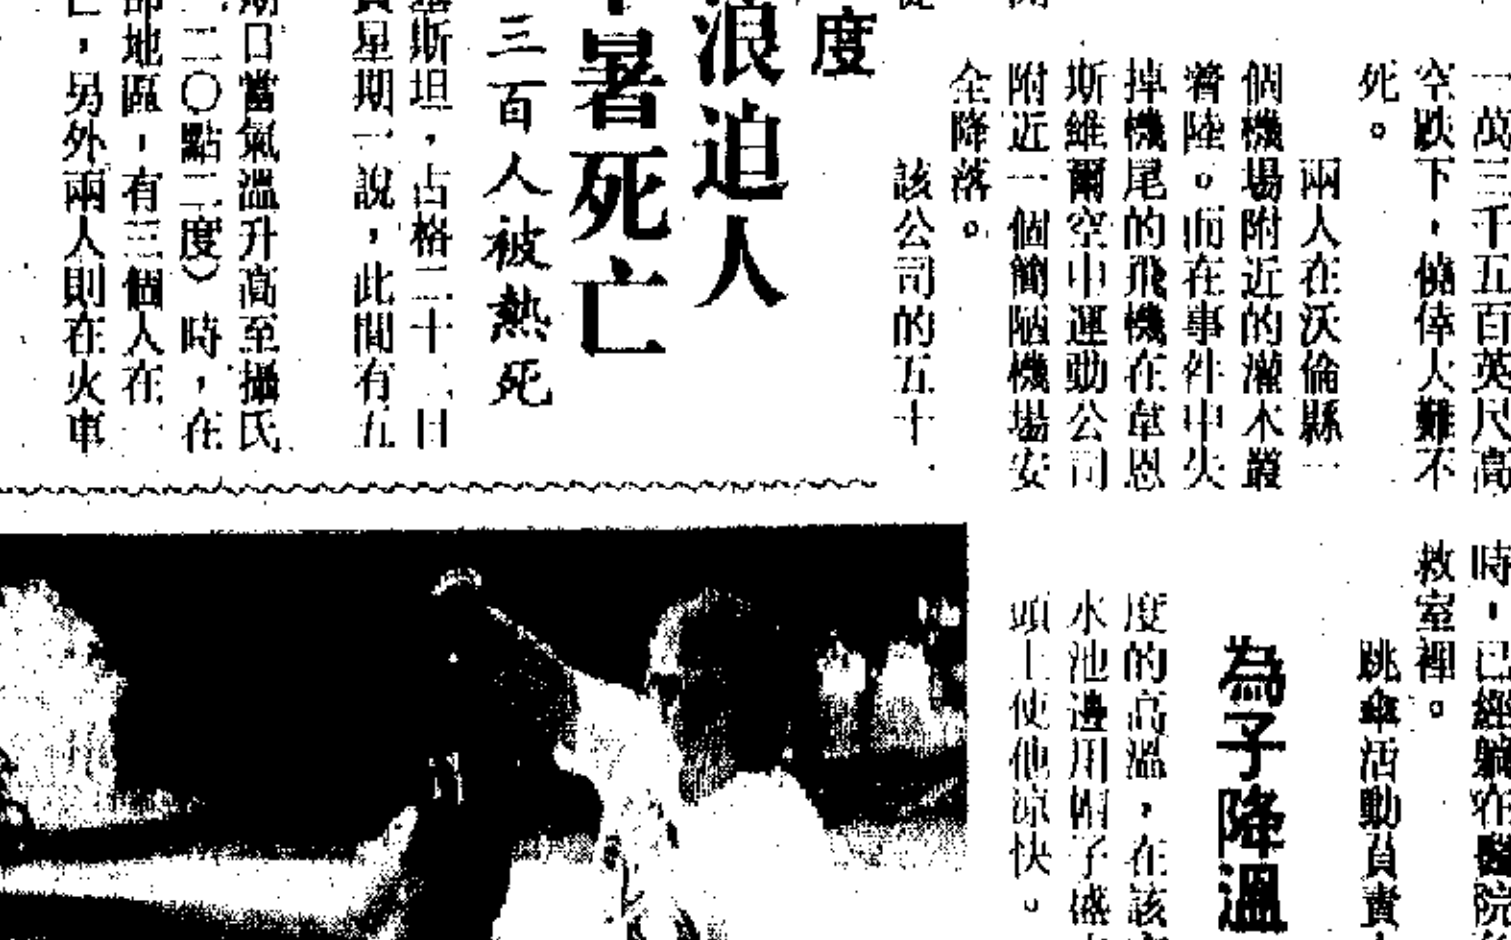 一萬三千五百英尺高
空跌下，僥倖大難不
死。
兩人在沃倫縣一
個機場附近的灌木叢
着陸。而在事件中失
掉機尾的飛機在韋恩
斯維爾空中運動公司
附近一個簡陋機場安
全降落。
該公司的五十
度
浪迫人
暑死亡
三百人被熱死
斯坦，占格二十二日
星期一說，此間有五
期日當氣溫升高至攝氏
二〇點二度）時，在
部地區，有三個人在
亡，另外兩人則在火車
時，已經躺在醫院
救室裡。
跳傘活動負責
為子降溫
度的高溫，在該
水池邊用帽子盛
頭上使他涼快。